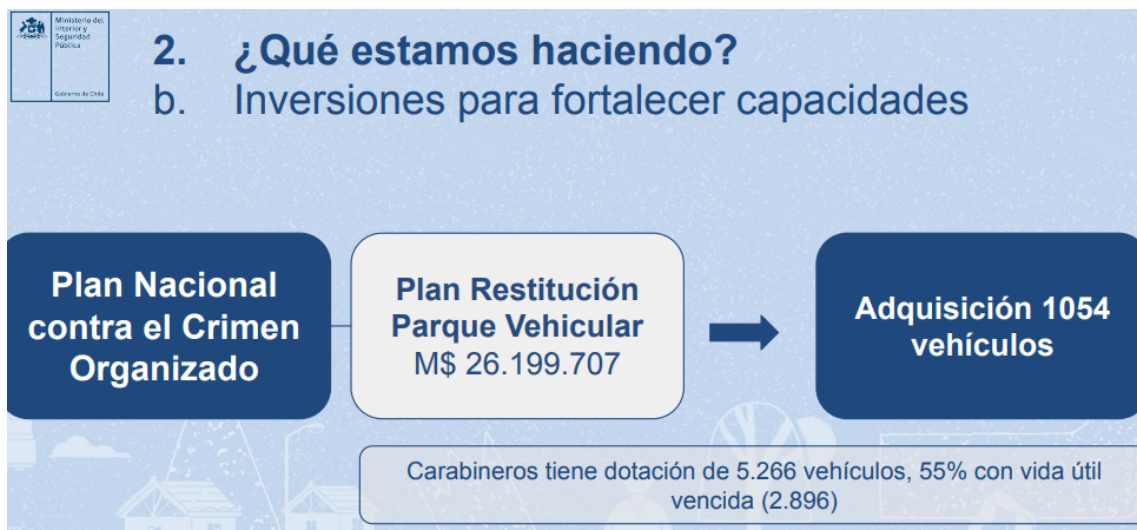 Ministerio del
Interior y
Seguridad
Pública
Gobierno de Chile
2. ¿Qué estamos haciendo?
b. Inversiones para fortalecer capacidades
Plan Nacional
contra el Crimen
Organizado
Plan Restitución
Parque Vehicular
M$ 26.199.707
Adquisición 1054
vehículos
Carabineros tiene dotación de 5.266 vehículos, 55% con vida útil
vencida (2.896)